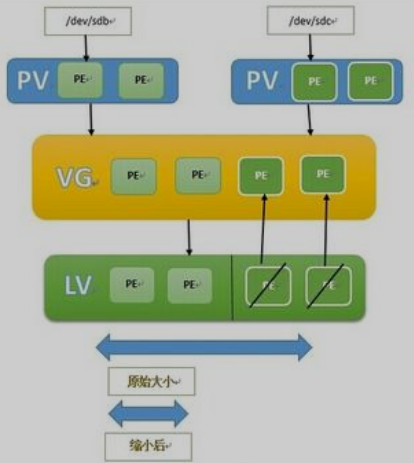 /dev/sdb
/dev/sdc
PV PE PE
PV PE PE
VG PE PE PE PE
LV PE PE PE PE
原始大小
缩小后